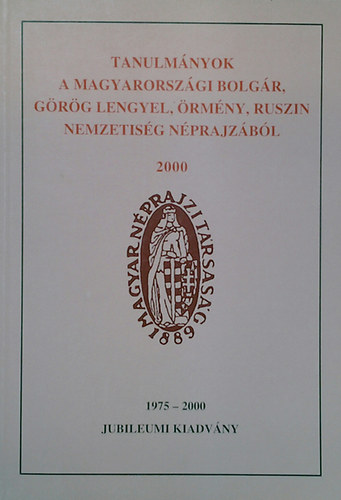 TANULMÁNYOK
A MAGYARORSZÁGI BOLGÁR,
GÖRÖG LENGYEL, ÖRMÉNY, RUSZIN
NEMZETISÉG NÉPRAJZÁBÓL
2000
MAGYAR NÉPRAJZI TÁRSASÁG 1889
1975 – 2000
JUBILEUMI KIADVÁNY